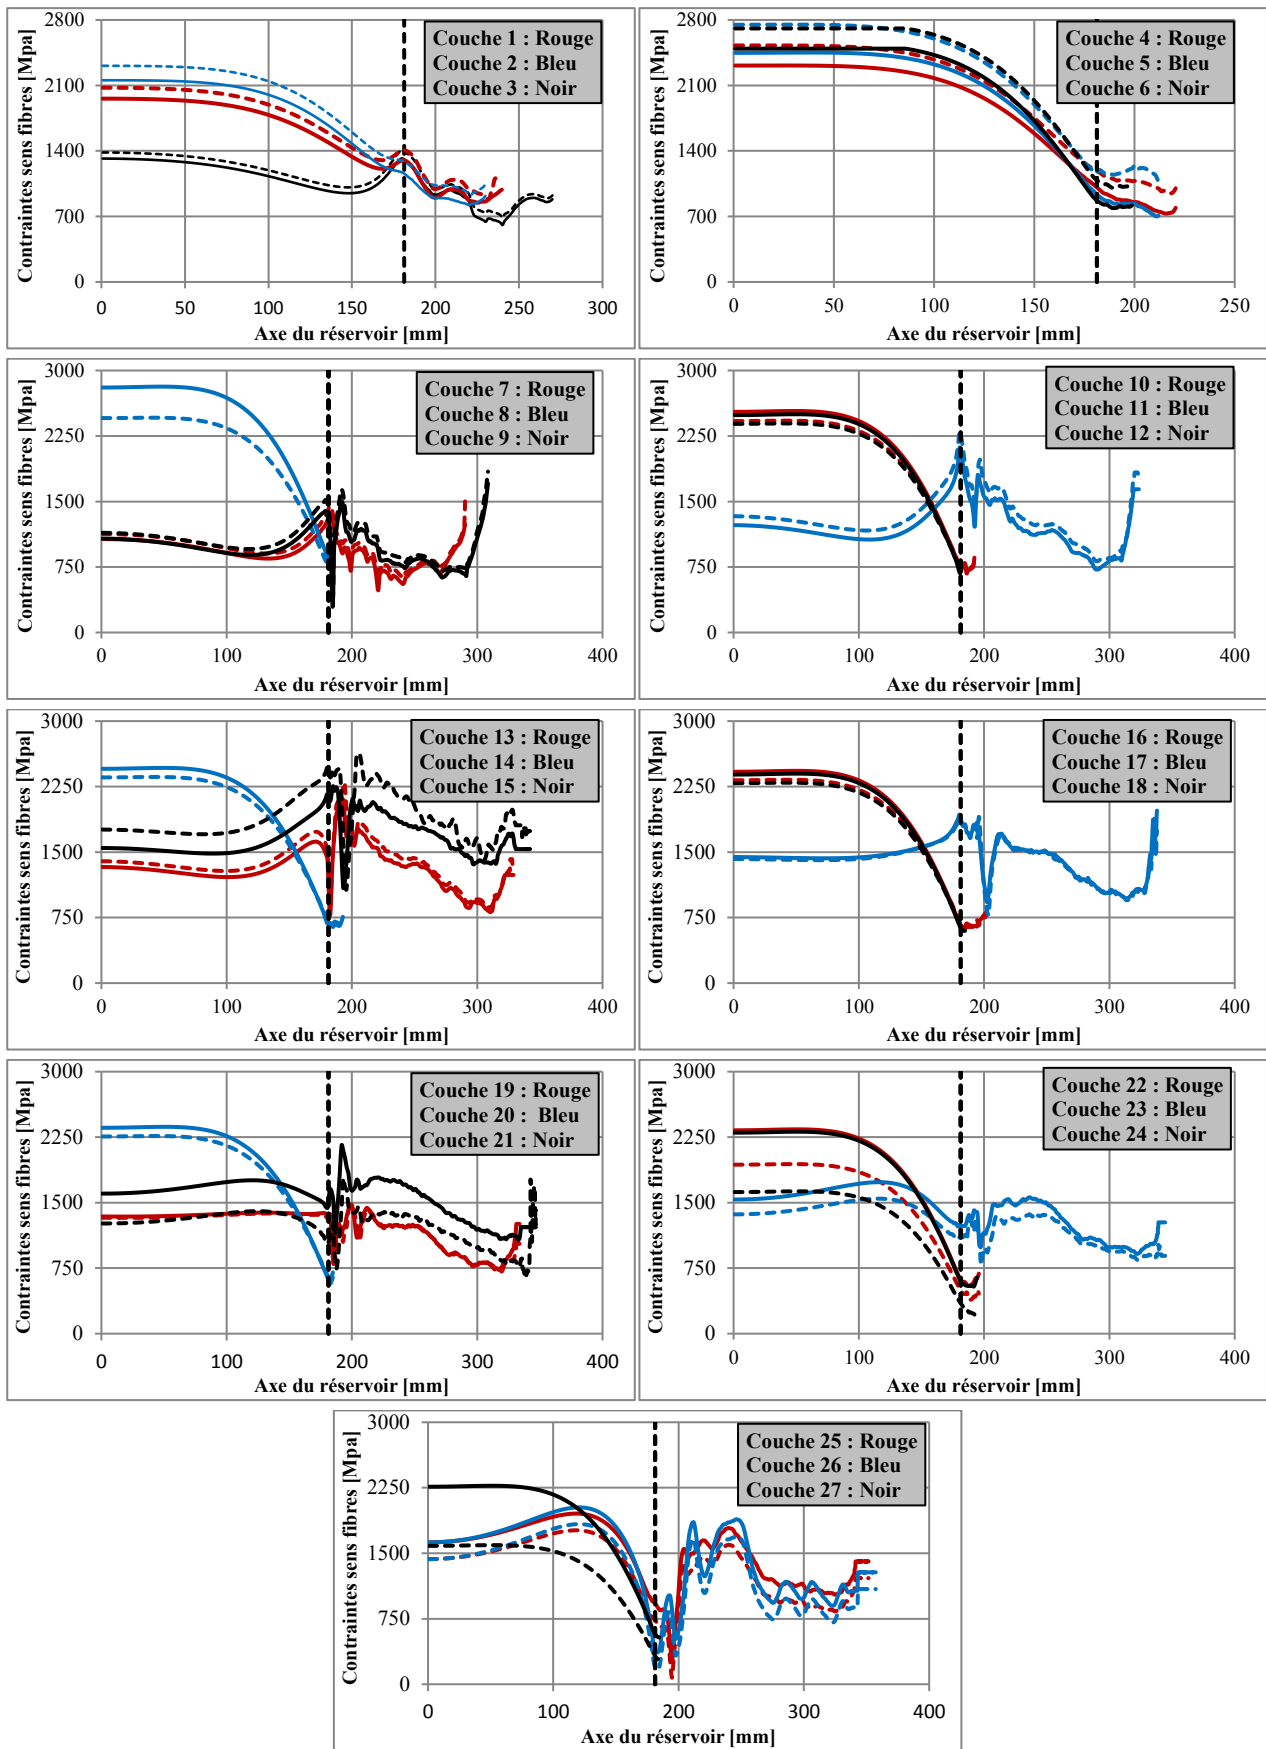 Contraintes sens fibres [Mpa]
2800
2100
1400
700
0
Couche 1 : Rouge
Couche 2 : Bleu
Couche 3 : Noir
0 50 100 150 200 250 300
Axe du réservoir [mm]
Contraintes sens fibres [Mpa]
2800
2100
1400
700
0
Couche 4 : Rouge
Couche 5 : Bleu
Couche 6 : Noir
0 50 100 150 200 250
Axe du réservoir [mm]
Contraintes sens fibres [Mpa]
3000
2250
1500
750
0
Couche 7 : Rouge
Couche 8 : Bleu
Couche 9 : Noir
0 100 200 300 400
Axe du réservoir [mm]
Contraintes sens fibres [Mpa]
3000
2250
1500
750
0
Couche 10 : Rouge
Couche 11 : Bleu
Couche 12 : Noir
0 100 200 300 400
Axe du réservoir [mm]
Contraintes sens fibres [Mpa]
3000
2250
1500
750
0
Couche 13 : Rouge
Couche 14 : Bleu
Couche 15 : Noir
0 100 200 300 400
Axe du réservoir [mm]
Contraintes sens fibres [Mpa]
3000
2250
1500
750
0
Couche 16 : Rouge
Couche 17 : Bleu
Couche 18 : Noir
0 100 200 300 400
Axe du réservoir [mm]
Contraintes sens fibres [Mpa]
3000
2250
1500
750
0
Couche 19 : Rouge
Couche 20 : Bleu
Couche 21 : Noir
0 100 200 300 400
Axe du réservoir [mm]
Contraintes sens fibres [Mpa]
3000
2250
1500
750
0
Couche 22 : Rouge
Couche 23 : Bleu
Couche 24 : Noir
0 100 200 300 400
Axe du réservoir [mm]
Contraintes sens fibres [Mpa]
3000
2250
1500
750
0
Couche 25 : Rouge
Couche 26 : Bleu
Couche 27 : Noir
0 100 200 300 400
Axe du réservoir [mm]